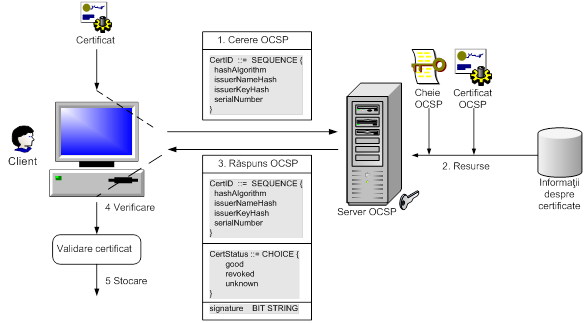 Certificat
1. Cerere OCSP
CertID ::= SEQUENCE {
hashAlgorithm
issuerNameHash
issuerKeyHash
serialNumber
}
Cheie
OCSP
Certificat
OCSP
Client
2. Resurse
3. Răspuns OCSP
CertID ::= SEQUENCE {
hashAlgorithm
issuerNameHash
issuerKeyHash
serialNumber
}
Server OCSP
Informaţii
despre
certificate
4 Verificare
Validare certificat
CertStatus ::= CHOICE {
good
revoked
unknown
}
5 Stocare
signature BIT STRING